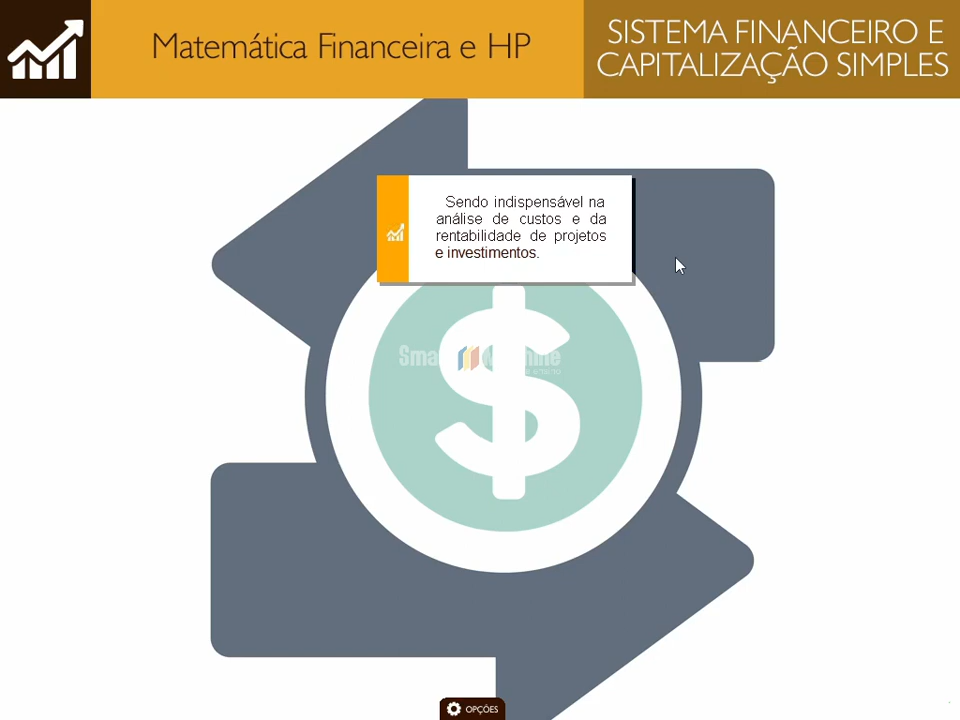 Matemática Financeira e HP
SISTEMA FINANCEIRO E
CAPITALIZAÇÃO SIMPLES
Sendo indispensável na
análise de custos e da
rentabilidade de projetos
e investimentos.
OPÇÕES